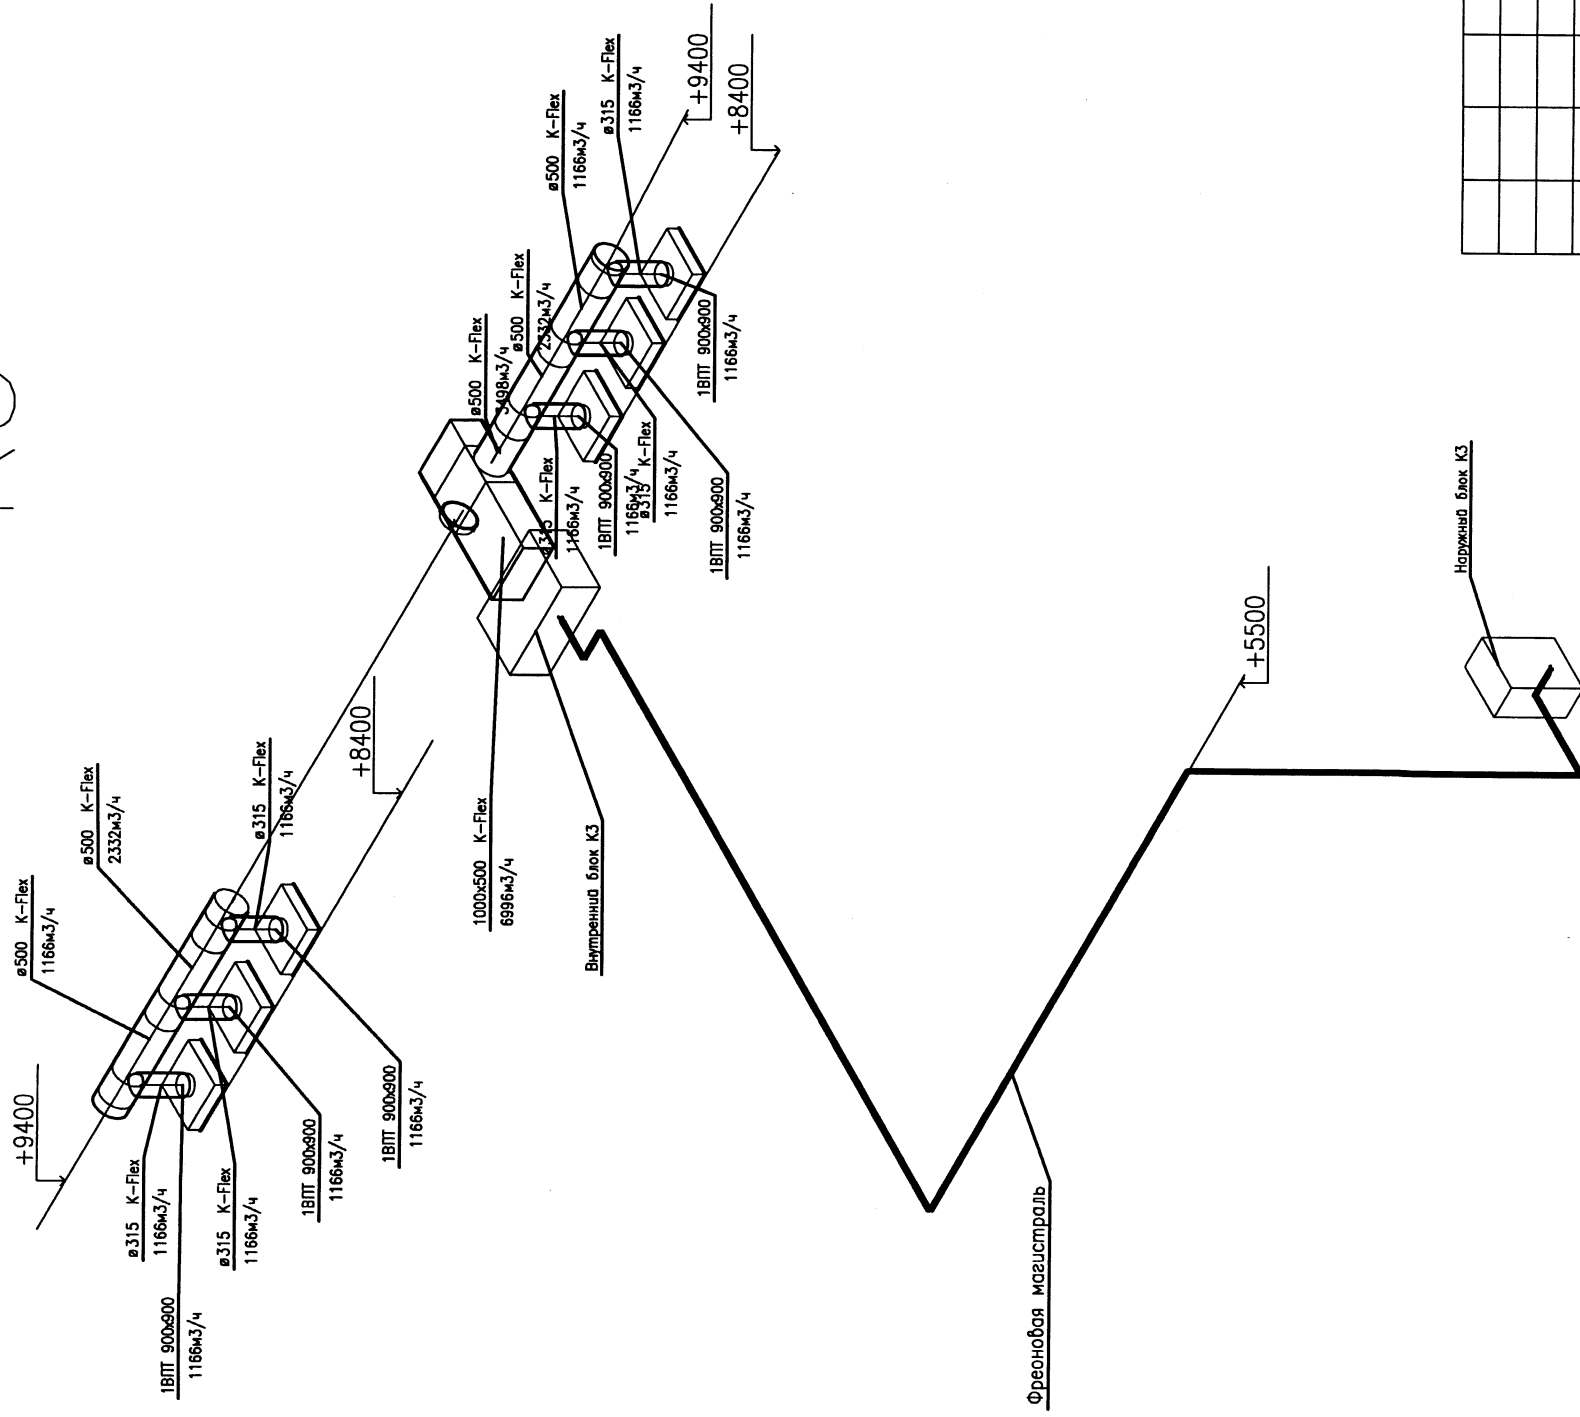 +9400
ø500 K-Flex
1166м3/ч
ø500 K-Flex
2332м3/ч
ø315 K-Flex
1166м3/ч
ø315 K-Flex
1166м3/ч
ø315 K-Flex
1166м3/ч
1ВПТ 900х900
1166м3/ч
1ВПТ 900х900
1166м3/ч
1ВПТ 900х900
1166м3/ч
+8400
1000х500 K-Flex
6996м3/ч
Внутренний блок К3
ø500 K-Flex
3498м3/ч
ø500 K-Flex
2332м3/ч
ø500 K-Flex
1166м3/ч
ø315 K-Flex
1166м3/ч
+9400
+8400
ø315 K-Flex
1166м3/ч
1ВПТ 900х900
1166м3/ч
ø315 K-Flex
1166м3/ч
1ВПТ 900х900
1166м3/ч
1ВПТ 900х900
1166м3/ч
Фреоновая магистраль
+5500
Наружный блок К3